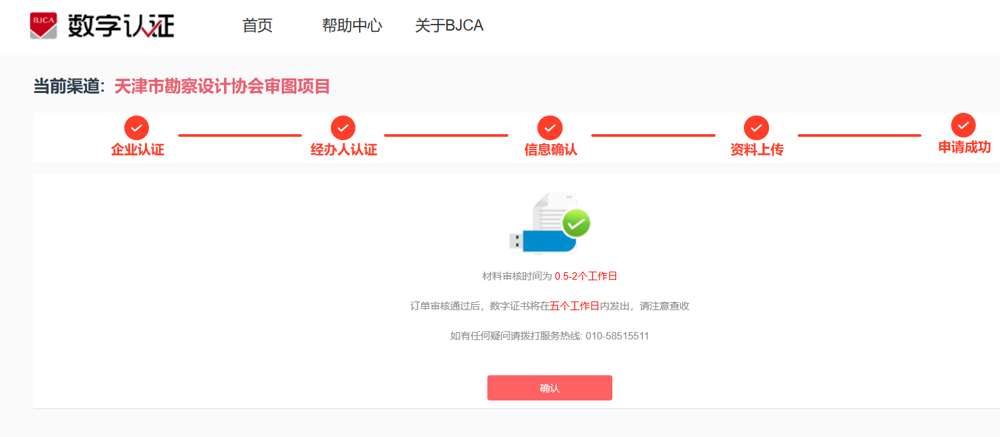 BJCA 数字认证 首页 帮助中心 关于BJCA
当前渠道: 天津市勘察设计协会审图项目
企业认证 经办人认证 信息确认 资料上传 申请成功
材料审核时间为 0.5-2个工作日
订单审核通过后，数字证书将在五个工作日内发出，请注意查收
如有任何疑问请拨打服务热线: 010-58515511
确认